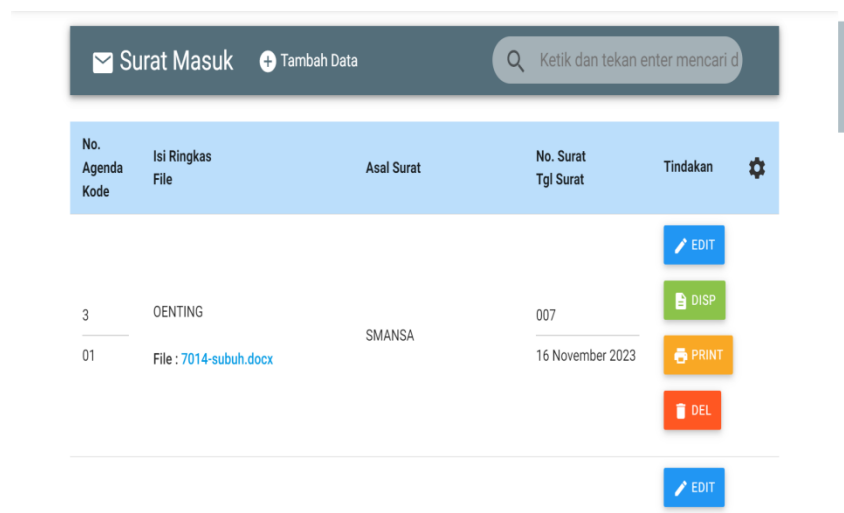 Surat Masuk Tambah Data Ketik dan tekan enter mencari d
No.
Agenda
Kode
Isi Ringkas
File
Asal Surat
No. Surat
Tgl Surat
Tindakan
3
01
OENTING
File : 7014-subuh.docx
SMANSA
007
16 November 2023
EDIT
DISP
PRINT
DEL
EDIT